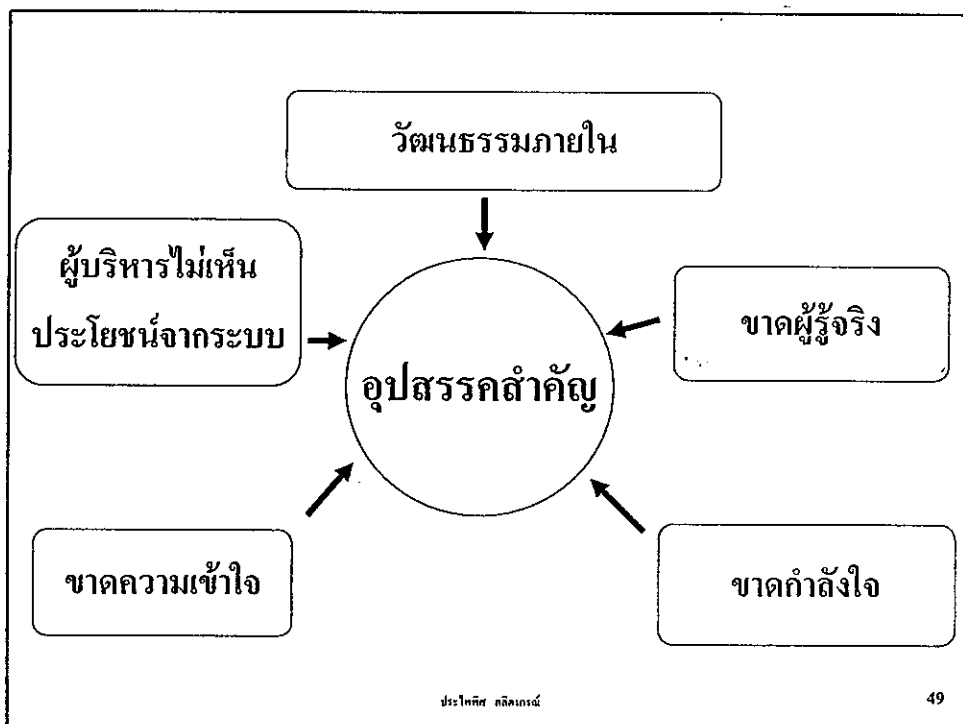 วัฒนธรรมภายใน
ผู้บริหารไม่เห็น
ประโยชน์จากระบบ
ขาดผู้รู้จริง
อุปสรรคสำคัญ
ขาดความเข้าใจ
ขาดกำลังใจ
49